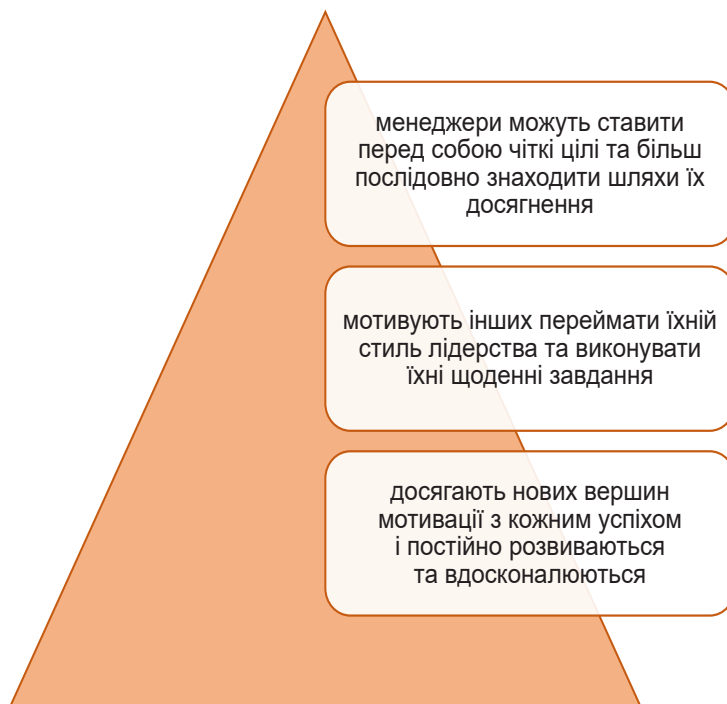 менеджери можуть ставити
перед собою чіткі цілі та більш
послідовно знаходити шляхи їх
досягнення
мотивують інших переймати їхній
стиль лідерства та виконувати
їхні щоденні завдання
досягають нових вершин
мотивації з кожним успіхом
і постійно розвиваються
та вдосконалюються